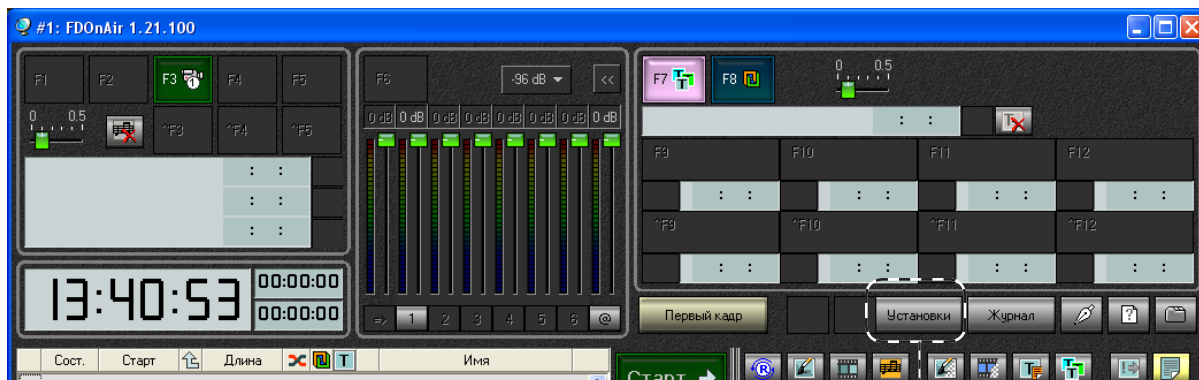 #1: FDOnAir 1.21.100
F1 F2 F3 F4 F5
0 0.5
^F3 ^F4 ^F5
: :
: :
: :
13:40:53
00:00:00
00:00:00
F6 -96 dB <<
0 dB 0 dB 0 dB 0 dB 0 dB 0 dB 0 dB 0 dB
=> 1 2 3 4 5 6 @
F7 T F8
0 0.5
: : T
F9 F10 F11 F12
: : : : : : : :
^F9 ^F10 ^F11 ^F12
: : : : : : : :
Первый кадр Установки Журнал ?
Сост. Старт Длина T Имя
Старт R T T